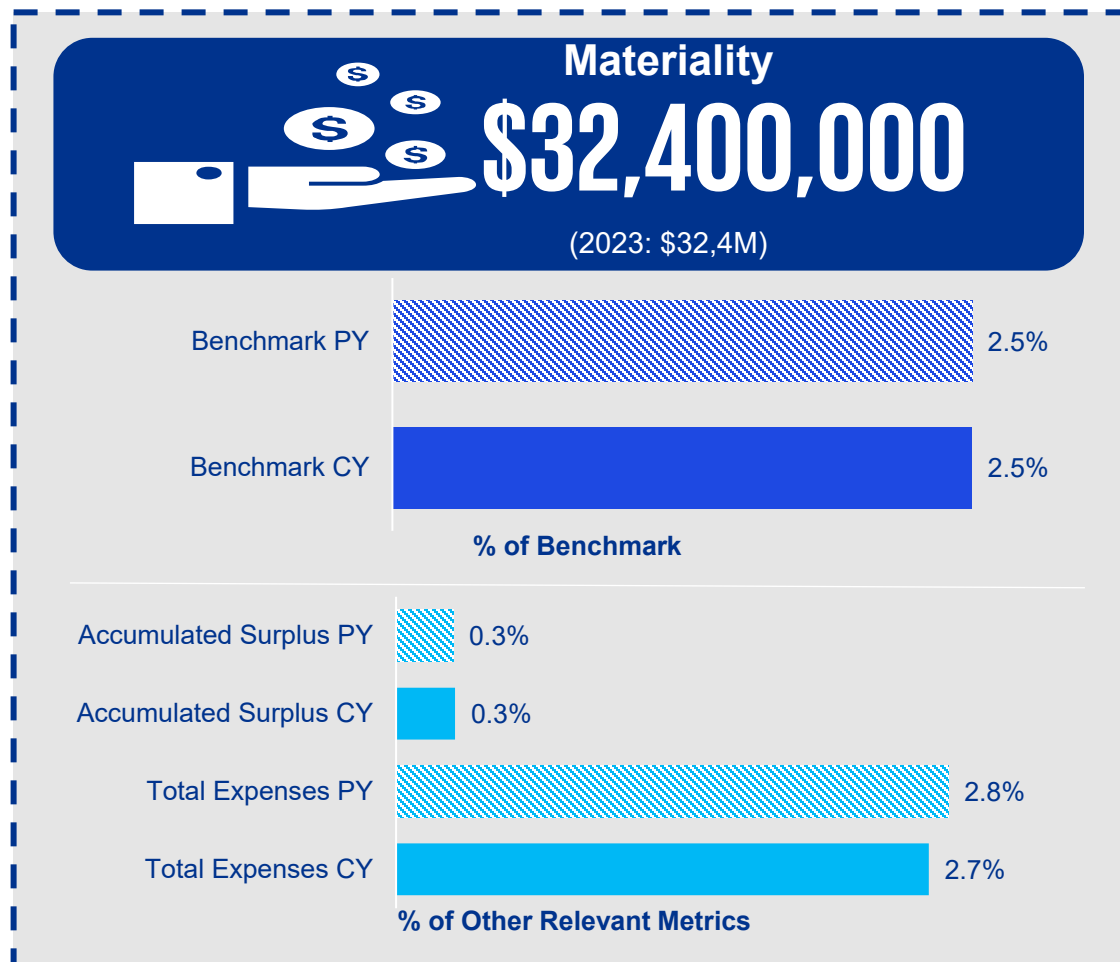 Materiality
$ $ $ $
$32,400,000
(2023: $32,4M)
Benchmark PY 2.5%
Benchmark CY 2.5%
% of Benchmark
Accumulated Surplus PY 0.3%
Accumulated Surplus CY 0.3%
Total Expenses PY 2.8%
Total Expenses CY 2.7%
% of Other Relevant Metrics